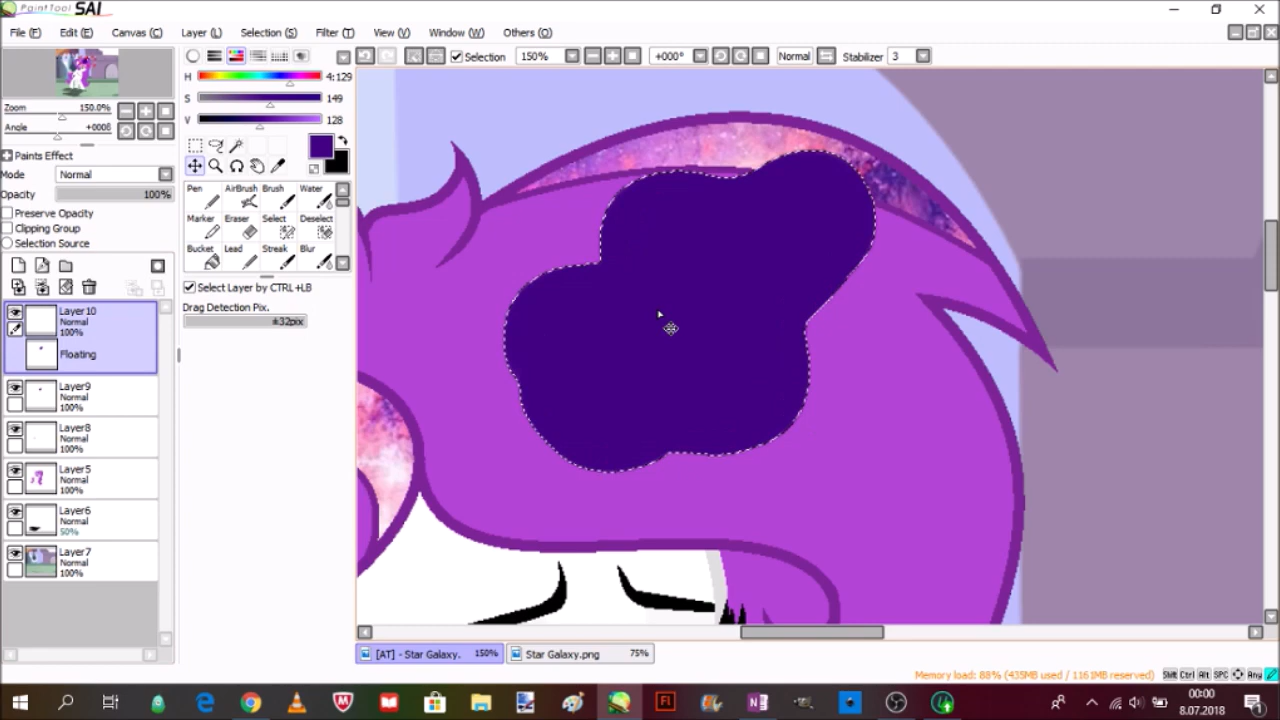 PaintTool SAI
File (F) Edit (E) Canvas (C) Layer (L) Selection (S) Filter (T) View (V) Window (W) Others (O)
Selection 150% +000° Normal Stabilizer 3
Zoom 150.0%
Angle +000°
Paints Effect
Mode Normal
Opacity 100%
Preserve Opacity
Clipping Group
Selection Source
Layer10
Normal
100%
Floating
Layer9
Normal
100%
Layer8
Normal
100%
Layer5
Normal
100%
Layer6
Normal
50%
Layer7
Normal
100%
H 4:129
S 149
V 128
Pen AirBrush Brush Water
Marker Eraser Select Deselect
Bucket Lead Streak Blur
Select Layer by CTRL +LB
Drag Detection Pix.
±32pix
[AT] - Star Galaxy. 150% Star Galaxy.png 75%
Memory load: 88% (435MB used / 1161MB reserved) Shift Ctrl Alt SPC Any
00:00
8.07.2018